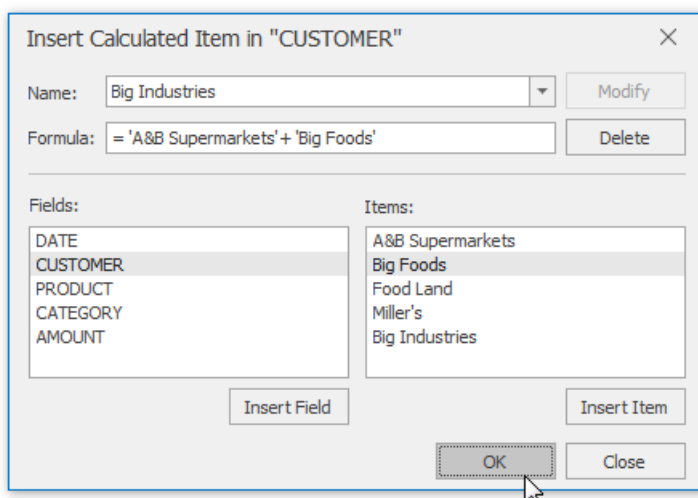 Insert Calculated Item in "CUSTOMER"
Name: Big Industries Modify
Formula: = 'A&B Supermarkets'+ 'Big Foods' Delete
Fields: Items:
DATE A&B Supermarkets
CUSTOMER Big Foods
PRODUCT Food Land
CATEGORY Miller's
AMOUNT Big Industries
Insert Field Insert Item
OK Close